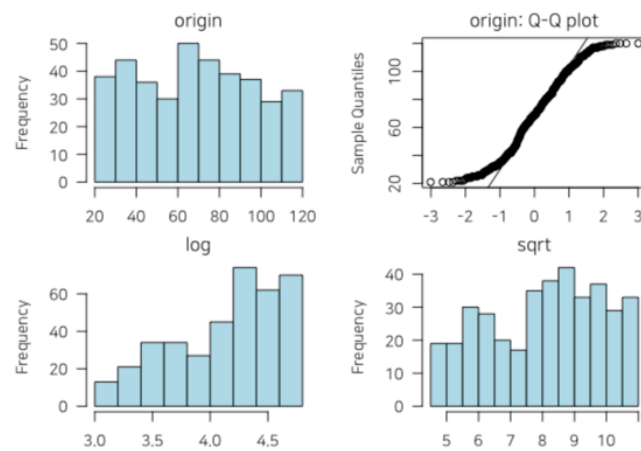 origin
Frequency
50
40
30
20
10
0
20 40 60 80 100 120
origin: Q-Q plot
Sample Quantiles
100
60
20
-3 -2 -1 0 1 2 3
log
Frequency
60
40
20
0
3.0 3.5 4.0 4.5
sqrt
Frequency
40
30
20
10
0
5 6 7 8 9 10